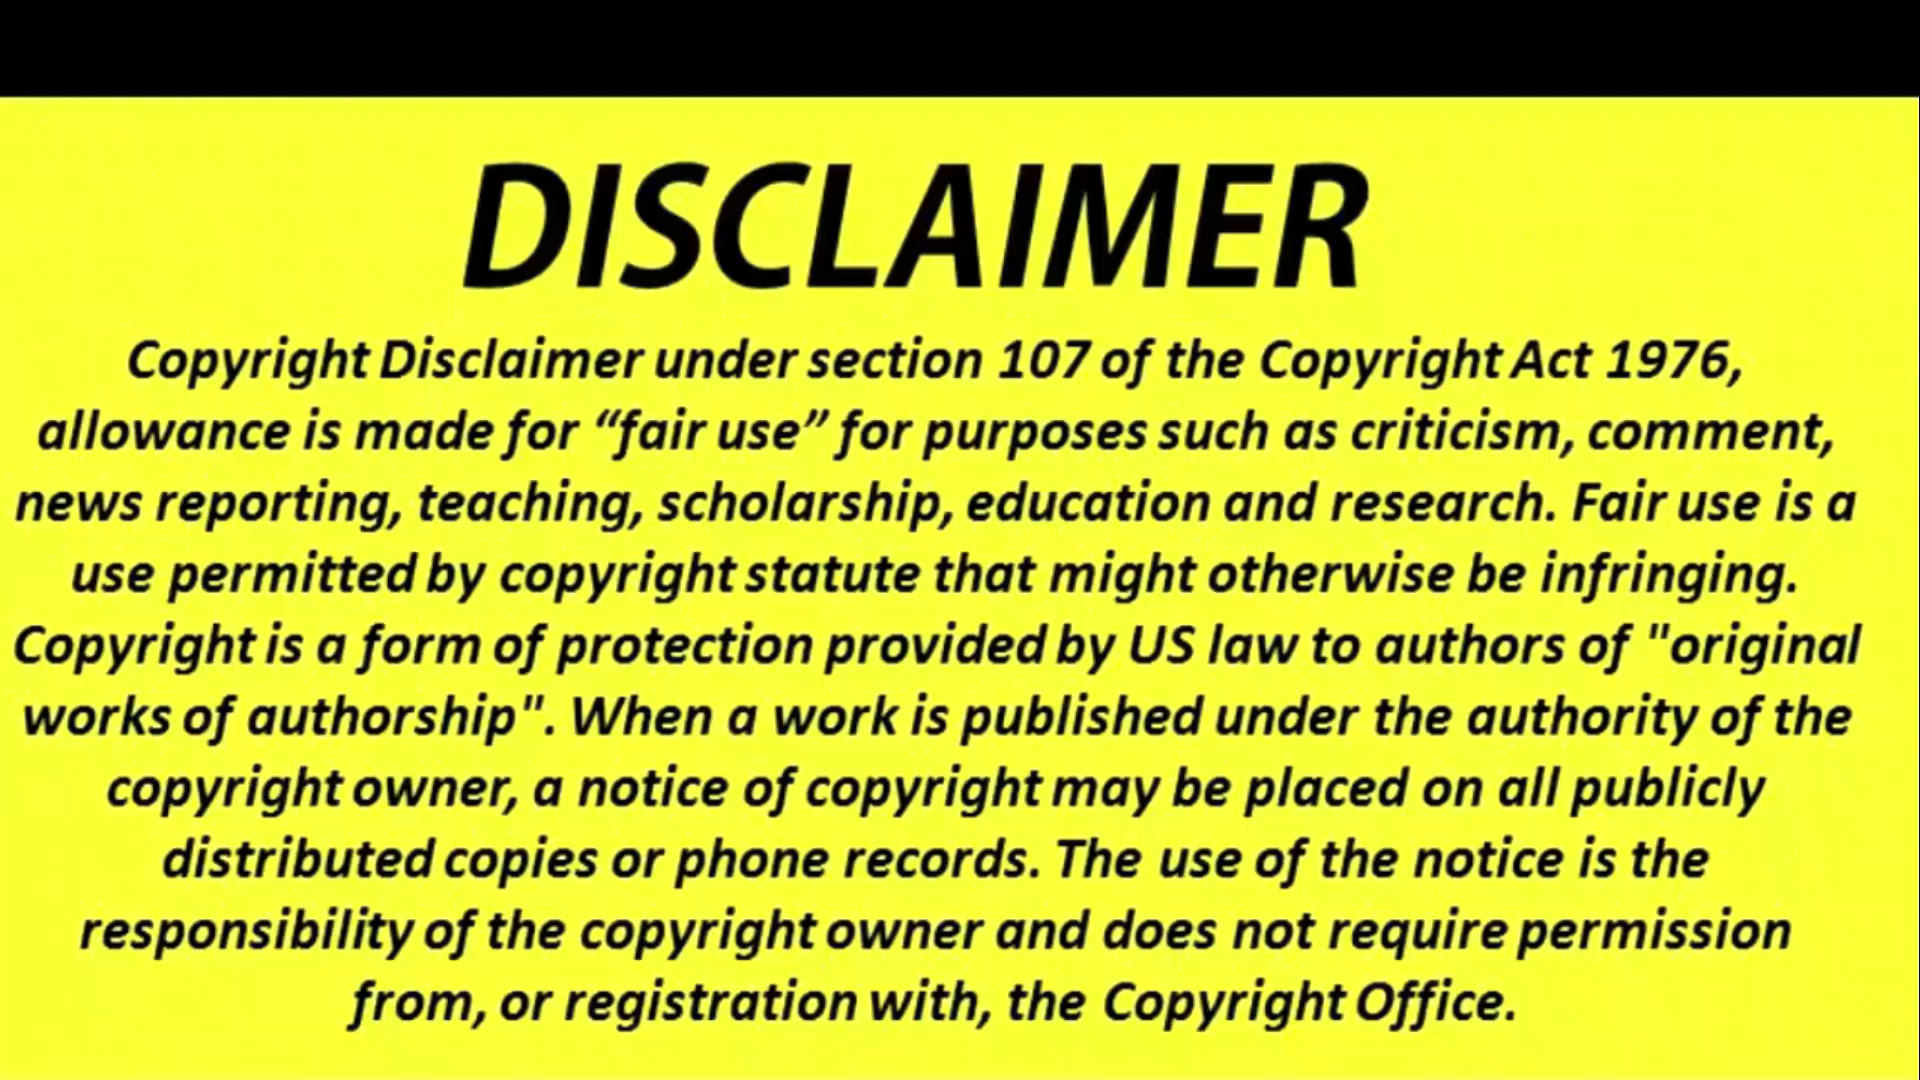 DISCLAIMER
Copyright Disclaimer under section 107 of the Copyright Act 1976,
allowance is made for “fair use” for purposes such as criticism, comment,
news reporting, teaching, scholarship, education and research. Fair use is a
use permitted by copyright statute that might otherwise be infringing.
Copyright is a form of protection provided by US law to authors of "original
works of authorship". When a work is published under the authority of the
copyright owner, a notice of copyright may be placed on all publicly
distributed copies or phone records. The use of the notice is the
responsibility of the copyright owner and does not require permission
from, or registration with, the Copyright Office.